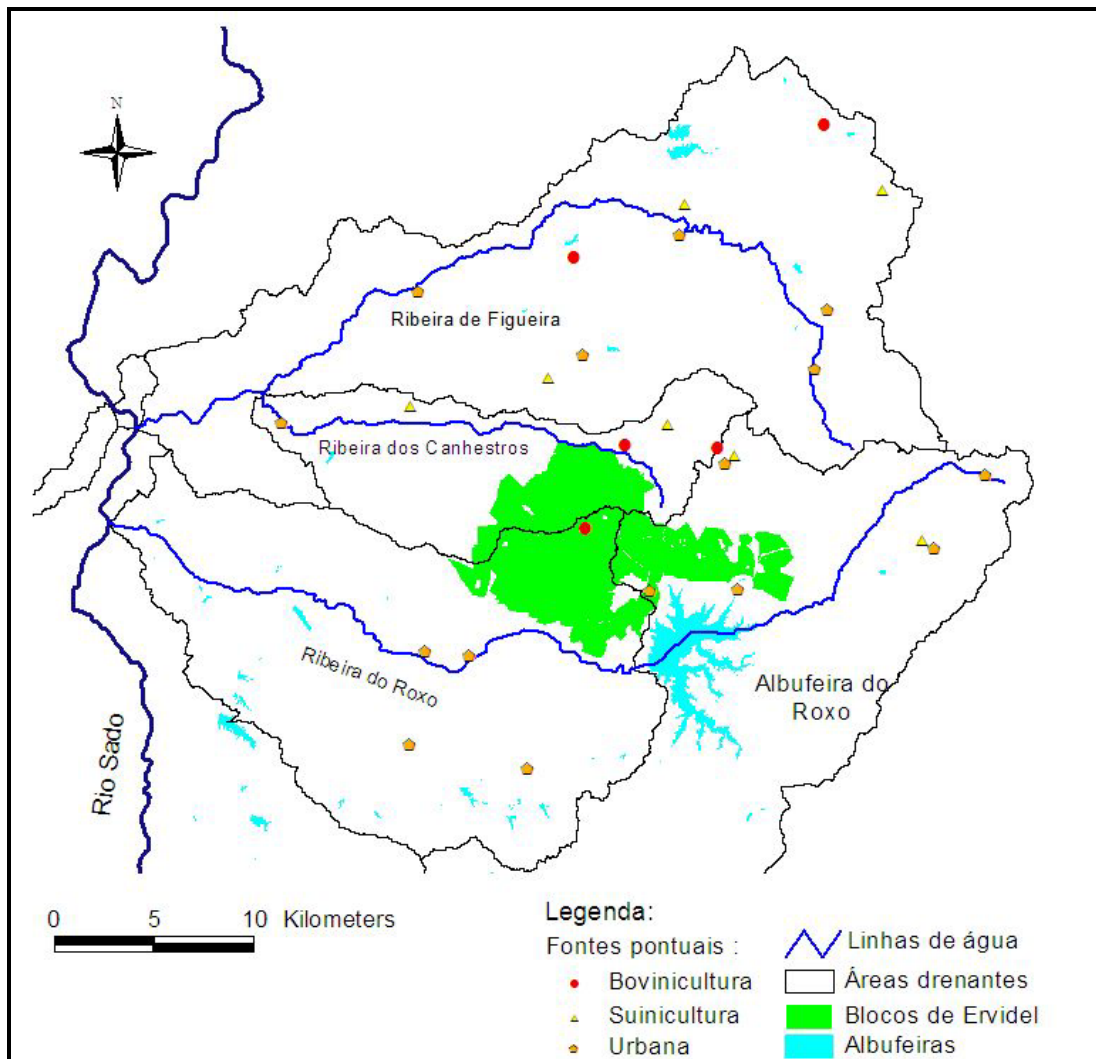 N
Ribeira de Figueira
Ribeira dos Canhestros
Ribeira do Roxo
Albufeira do
Roxo
Rio Sado
0 5 10 Kilometers
Legenda:
Fontes pontuais :
Bovinicultura
Suinicultura
Urbana
Linhas de água
Áreas drenantes
Blocos de Ervidel
Albufeiras